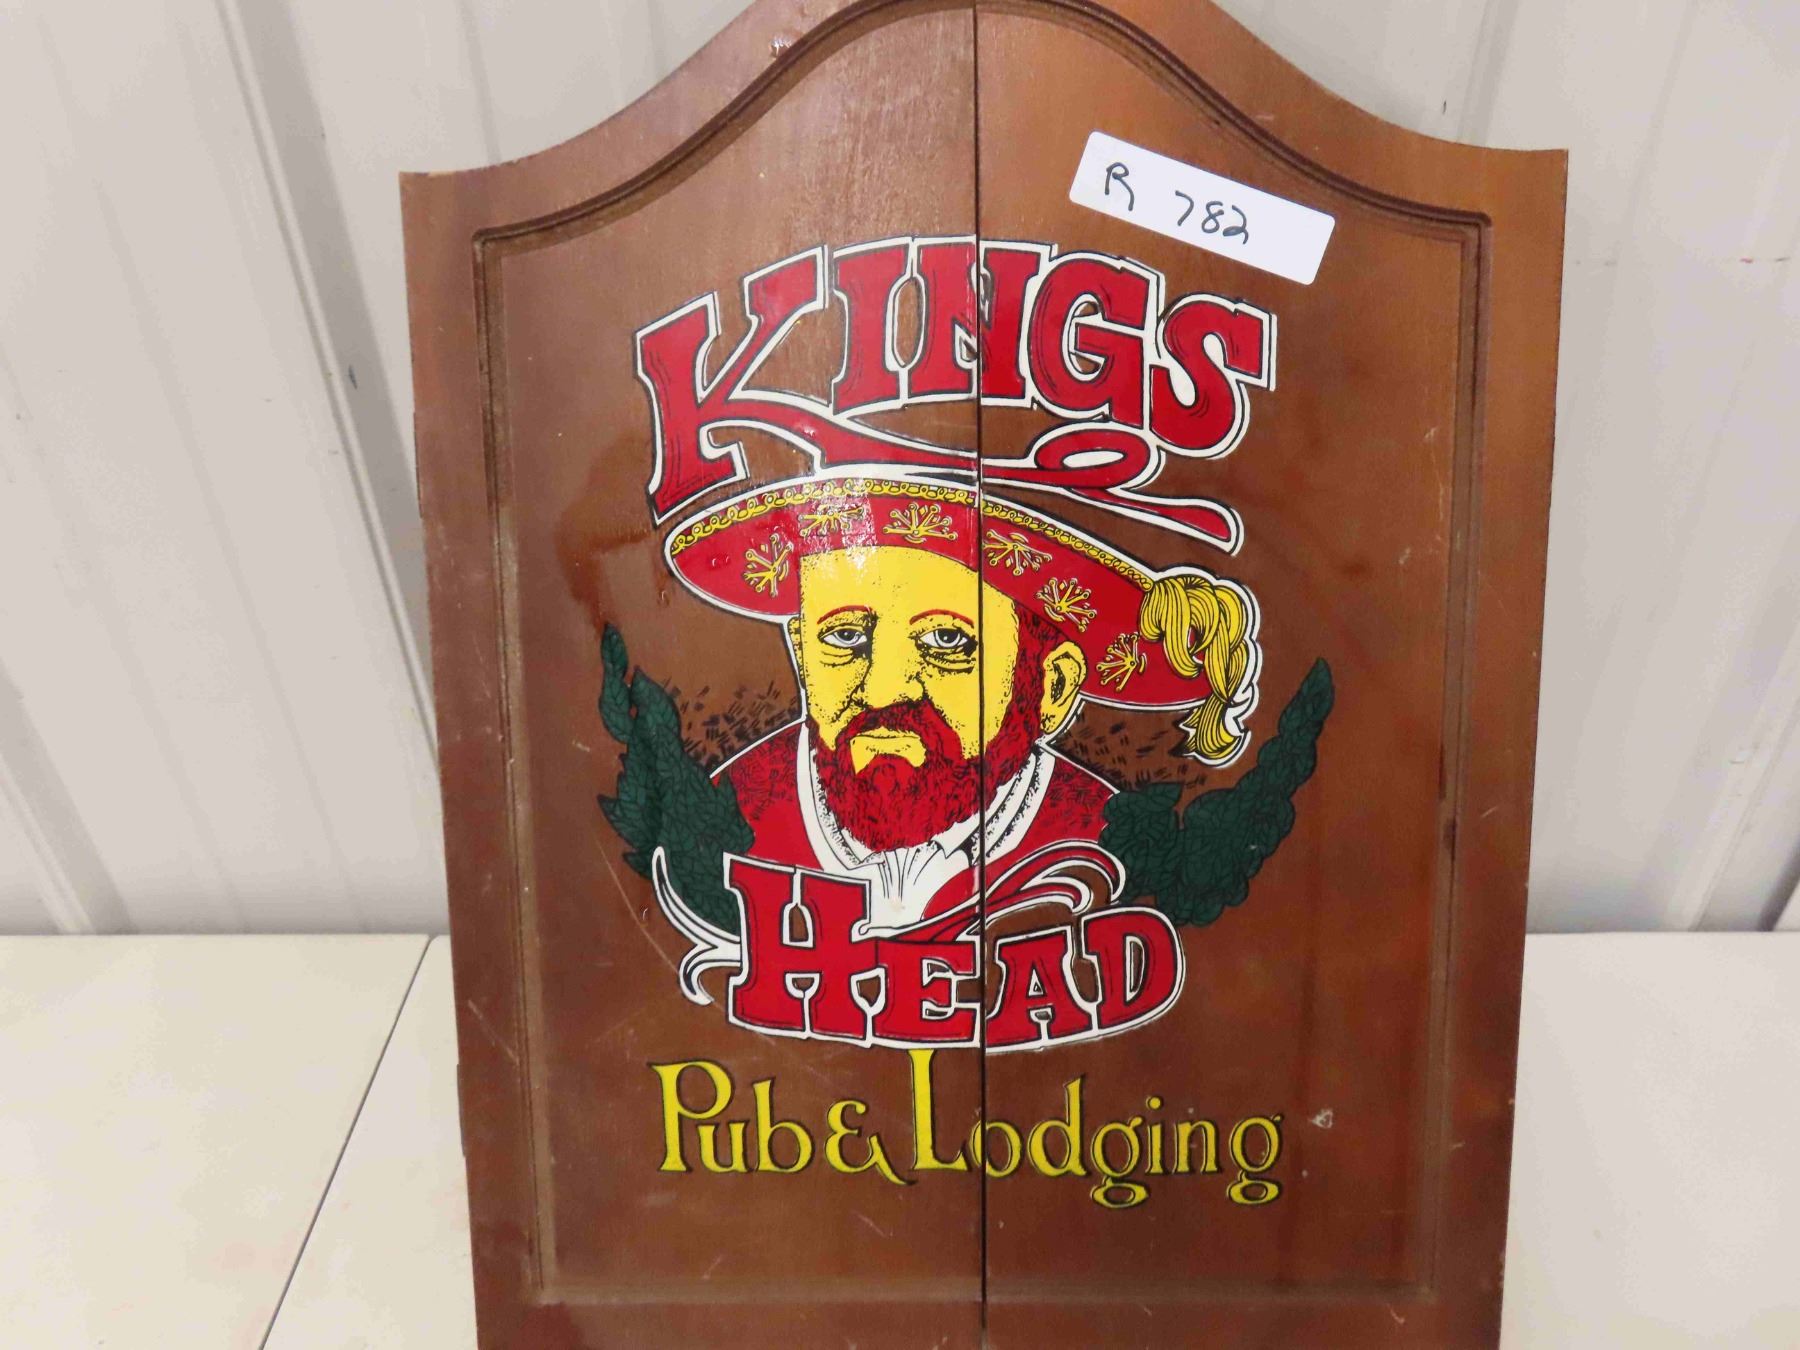 R 782
KINGS
HEAD
Pub & Lodging